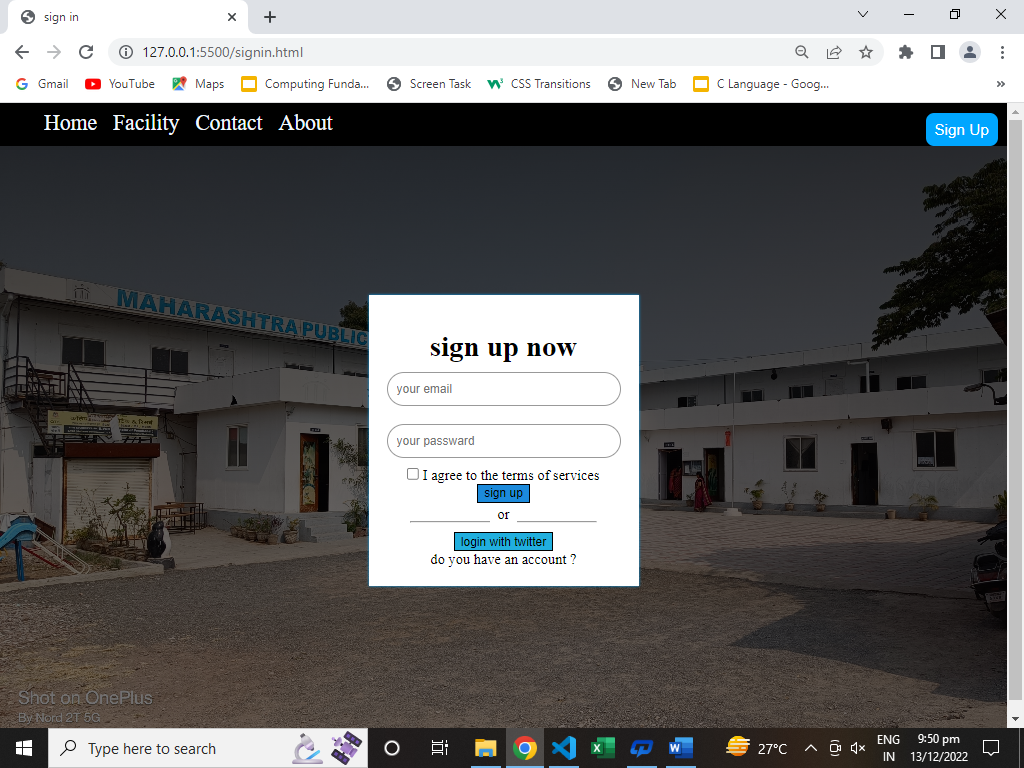 sign in
127.0.0.1:5500/signin.html
Gmail YouTube Maps Computing Funda... Screen Task CSS Transitions New Tab C Language - Goog... »
Home Facility Contact About
Sign Up
MAHARASHTRA PUBLIC
sign up now
your email
your passward
I agree to the terms of services
sign up
or
login with twitter
do you have an account ?
Shot on OnePlus
By Nord 2T 5G
Type here to search
27°C
ENG
IN
9:50 pm
13/12/2022